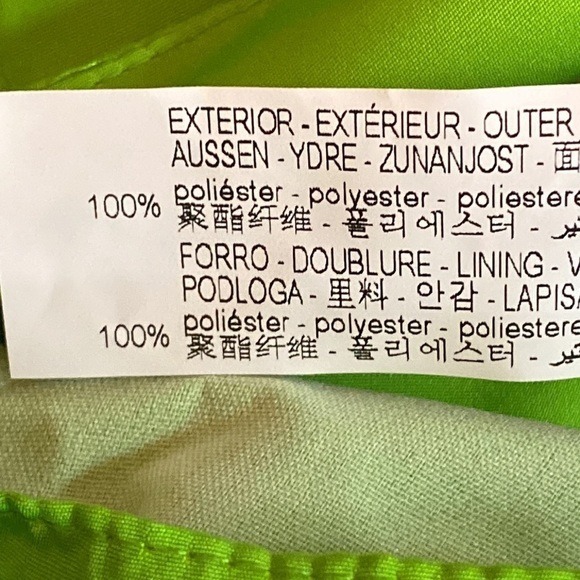 EXTERIOR - EXTÉRIEUR - OUTER
AUSSEN - YDRE - ZUNANJOST - 面
100% poliéster - polyester - poliestere
聚酯纤维 - 폴리에스터 -
FORRO - DOUBLURE - LINING - V
PODLOGA - 里料 - 안감 - LAPISA
100% poliéster - polyester - poliestere
聚酯纤维 - 폴리에스터 -